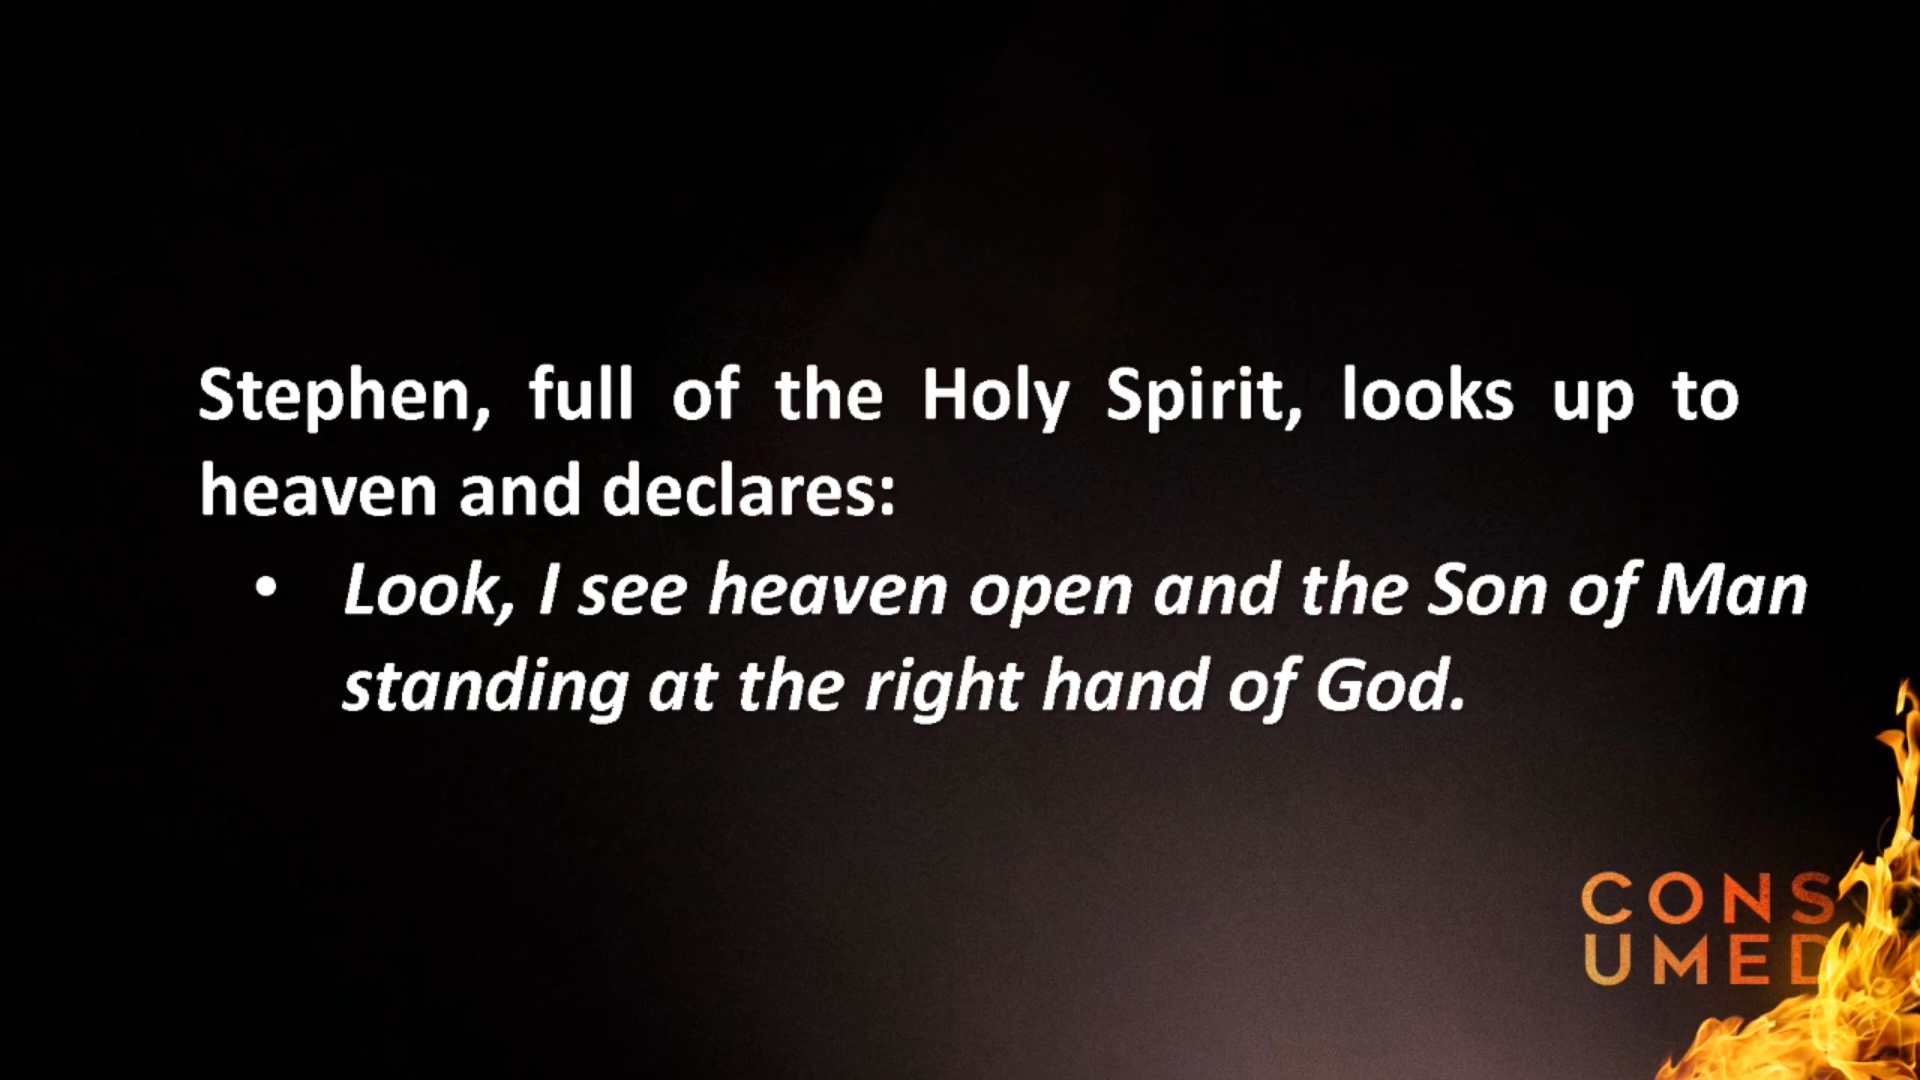 Stephen, full of the Holy Spirit, looks up to
heaven and declares:
• Look, I see heaven open and the Son of Man
standing at the right hand of God.
CONS
UMED